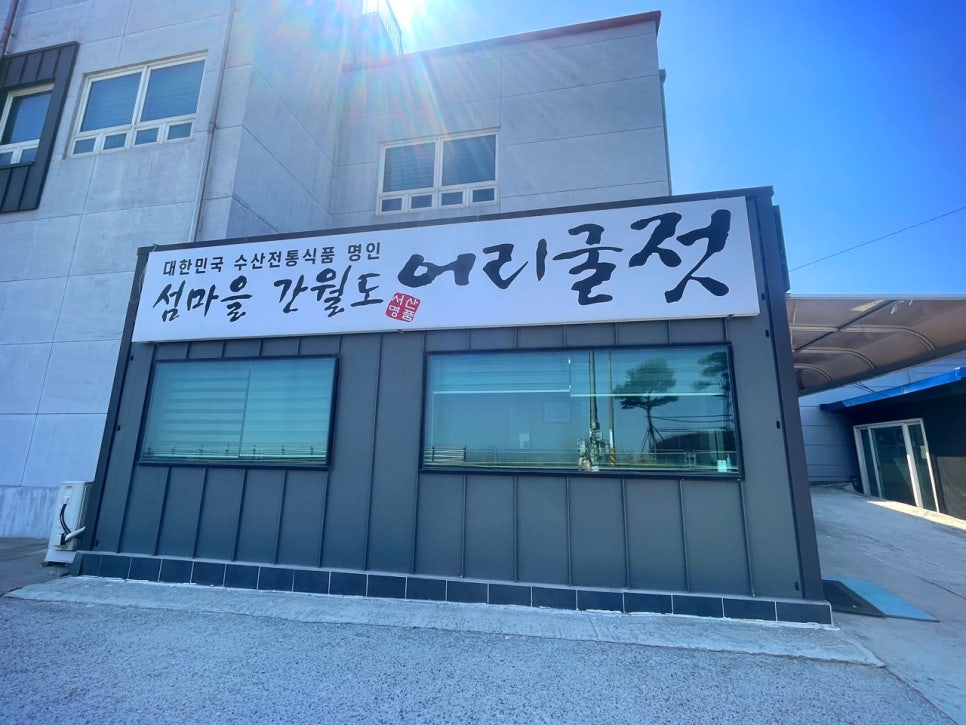 대한민국 수산전통식품 명인
섬마을 간월도 어리굴젓
서산
명품